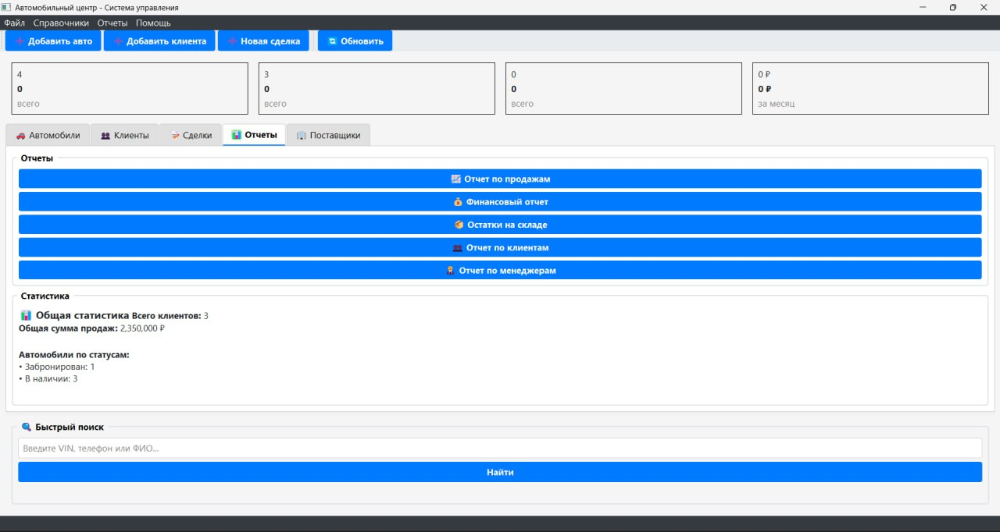 Автомобильный центр - Система управления
Файл Справочники Отчеты Помощь
Добавить авто Добавить клиента Новая сделка Обновить
4 3 0 0 ₽
0 0 0 0 ₽
всего всего всего за месяц
Автомобили Клиенты Сделки Отчеты Поставщики
Отчеты
Отчет по продажам
Финансовый отчет
Остатки на складе
Отчет по клиентам
Отчет по менеджерам
Статистика
Общая статистика Всего клиентов: 3
Общая сумма продаж: 2,350,000 ₽
Автомобили по статусам:
• Забронирован: 1
• В наличии: 3
Быстрый поиск
Введите VIN, телефон или ФИО...
Найти